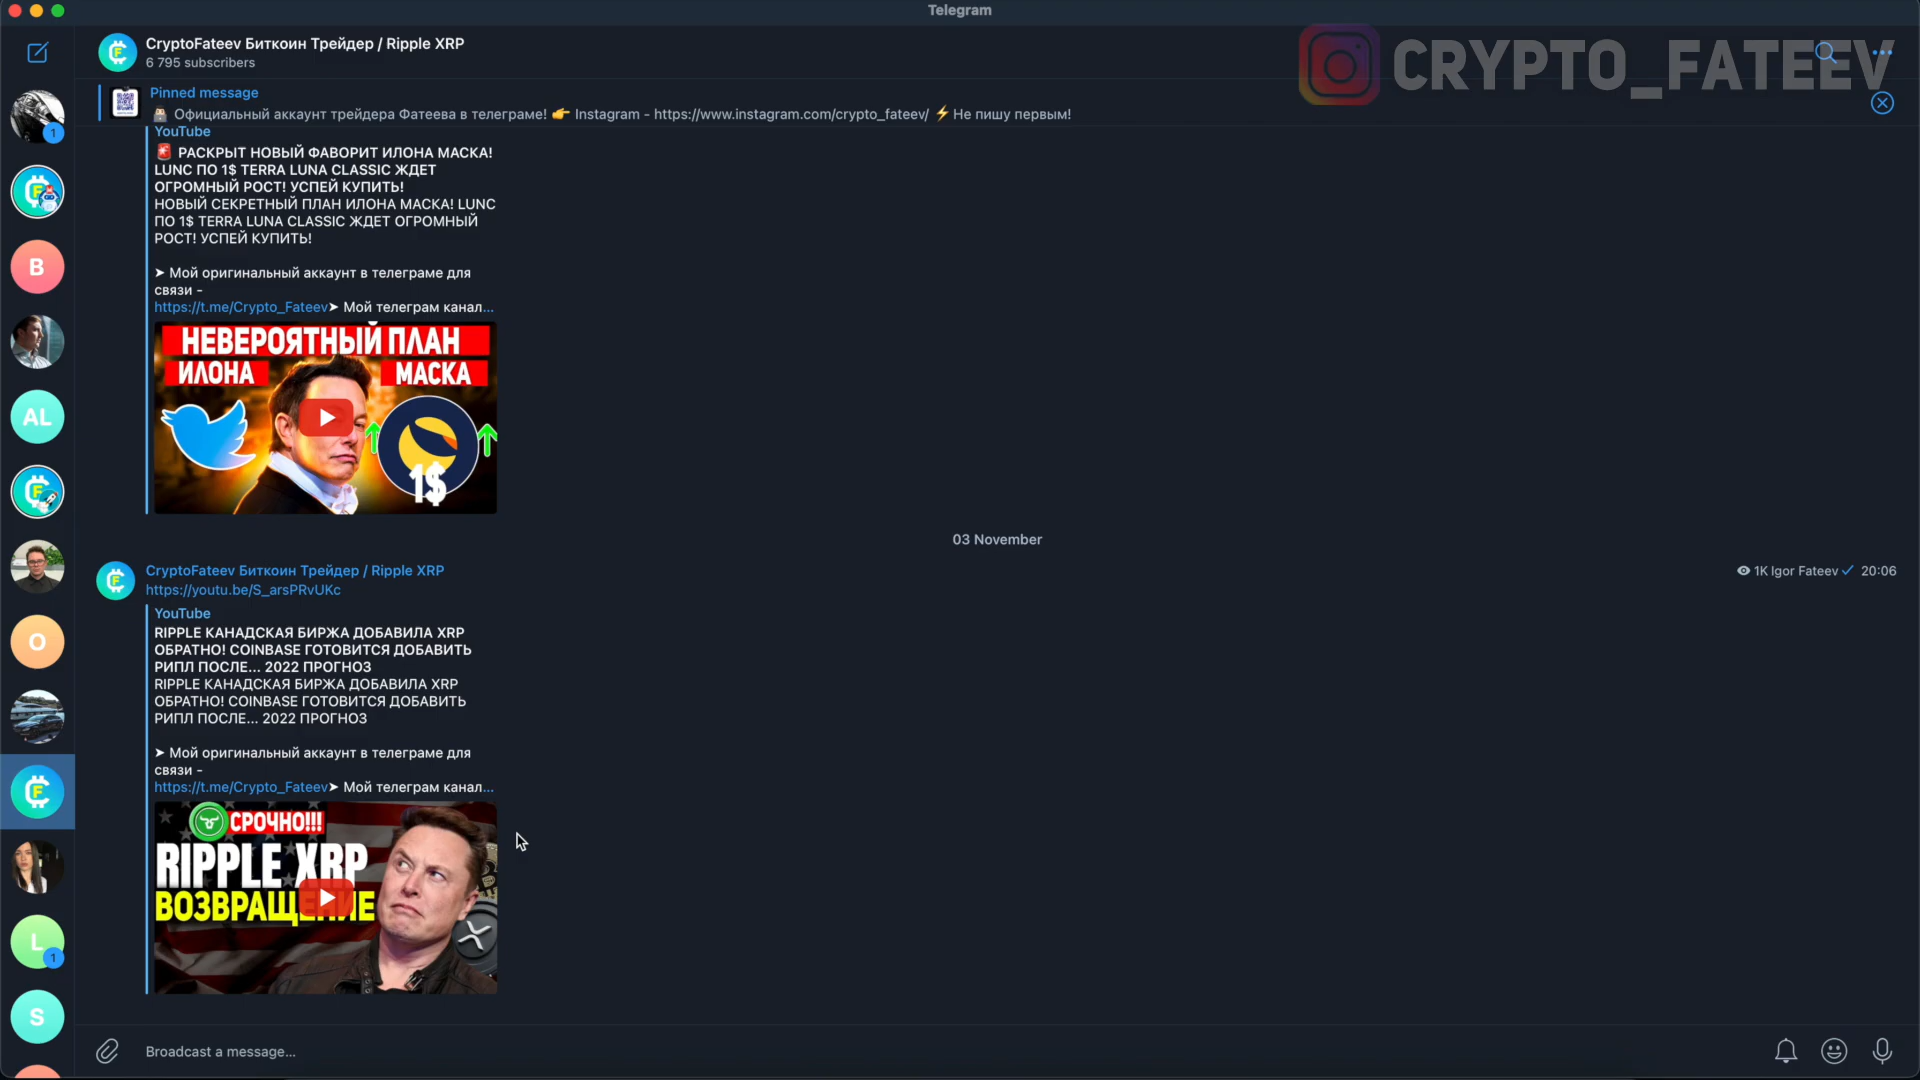 Telegram
CryptoFateev Биткоин Трейдер / Ripple XRP
6 795 subscribers
CRYPTO_FATEEV
Pinned message
Официальный аккаунт трейдера Фатеева в телеграме! 👉 Instagram - https://www.instagram.com/crypto_fateev/ ⚡ Не пишу первым!
YouTube
🚨 РАСКРЫТ НОВЫЙ ФАВОРИТ ИЛОНА МАСКА!
LUNC ПО 1$ TERRA LUNA CLASSIC ЖДЕТ
ОГРОМНЫЙ РОСТ! УСПЕЙ КУПИТЬ!
НОВЫЙ СЕКРЕТНЫЙ ПЛАН ИЛОНА МАСКА! LUNC
ПО 1$ TERRA LUNA CLASSIC ЖДЕТ ОГРОМНЫЙ
РОСТ! УСПЕЙ КУПИТЬ!
➤ Мой оригинальный аккаунт в телеграме для
связи -
https://t.me/Crypto_Fateev➤ Мой телеграм канал...
НЕВЕРОЯТНЫЙ ПЛАН
ИЛОНА МАСКА
1$
03 November
CryptoFateev Биткоин Трейдер / Ripple XRP
1K Igor Fateev ✓ 20:06
https://youtu.be/S_arsPRvUKc
YouTube
RIPPLE КАНАДСКАЯ БИРЖА ДОБАВИЛА XRP
ОБРАТНО! COINBASE ГОТОВИТСЯ ДОБАВИТЬ
РИПЛ ПОСЛЕ... 2022 ПРОГНОЗ
RIPPLE КАНАДСКАЯ БИРЖА ДОБАВИЛА XRP
ОБРАТНО! COINBASE ГОТОВИТСЯ ДОБАВИТЬ
РИПЛ ПОСЛЕ... 2022 ПРОГНОЗ
➤ Мой оригинальный аккаунт в телеграме для
связи -
https://t.me/Crypto_Fateev➤ Мой телеграм канал...
СРОЧНО!!!
RIPPLE XRP
ВОЗВРАЩЕНИЕ
Broadcast a message...
1
B
AL
O
L
1
S